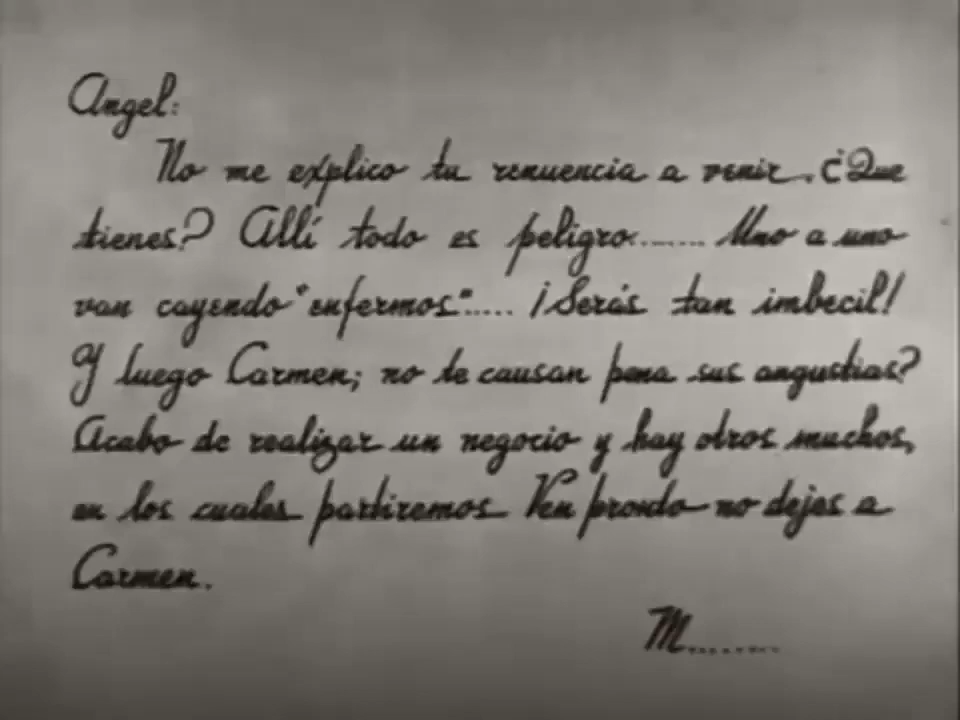 Angel:
No me explico tu renuencia a venir. ¿Que
tienes? Allí todo es peligro....... Uno a uno
van cayendo "enfermos"..... ¡Serás tan imbecil!
Y luego Carmen; no te causan pena sus angustias?
Acabo de realizar un negocio y hay otros muchos,
en los cuales partiremos Ven pronto no dejes a
Carmen.
M.........